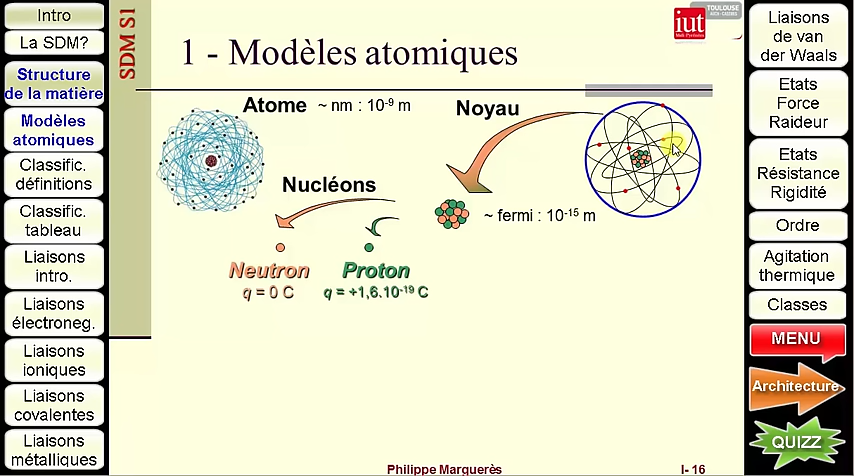 Intro
La SDM?
Structure
de la matière
Modèles
atomiques
Classific.
définitions
Classific.
tableau
Liaisons
intro.
Liaisons
électroneg.
Liaisons
ioniques
Liaisons
covalentes
Liaisons
métalliques
SDM S1
1 - Modèles atomiques
iut
TOULOUSE
Atome ~ nm : 10⁻⁹ m
Noyau
Nucléons
~ fermi : 10⁻¹⁵ m
Neutron
q = 0 C
Proton
q = +1,6.10⁻¹⁹ C
Philippe Marquerès
I- 16
Liaisons
de van
der Waals
Etats
Force
Raideur
Etats
Résistance
Rigidité
Ordre
Agitation
thermique
Classes
MENU
Architecture
QUIZZ